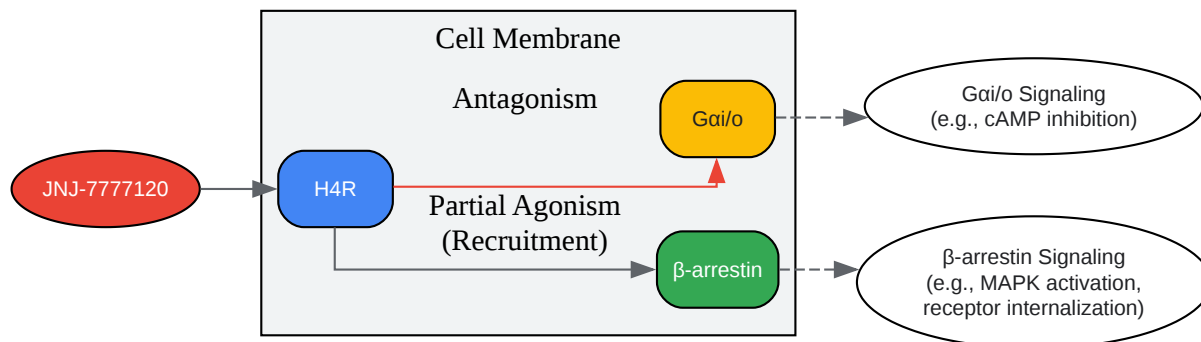 Cell Membrane
Antagonism
Gαi/o
Gαi/o Signaling
(e.g., cAMP inhibition)
JNJ-7777120
H4R
Partial Agonism
(Recruitment)
β-arrestin
β-arrestin Signaling
(e.g., MAPK activation,
receptor internalization)